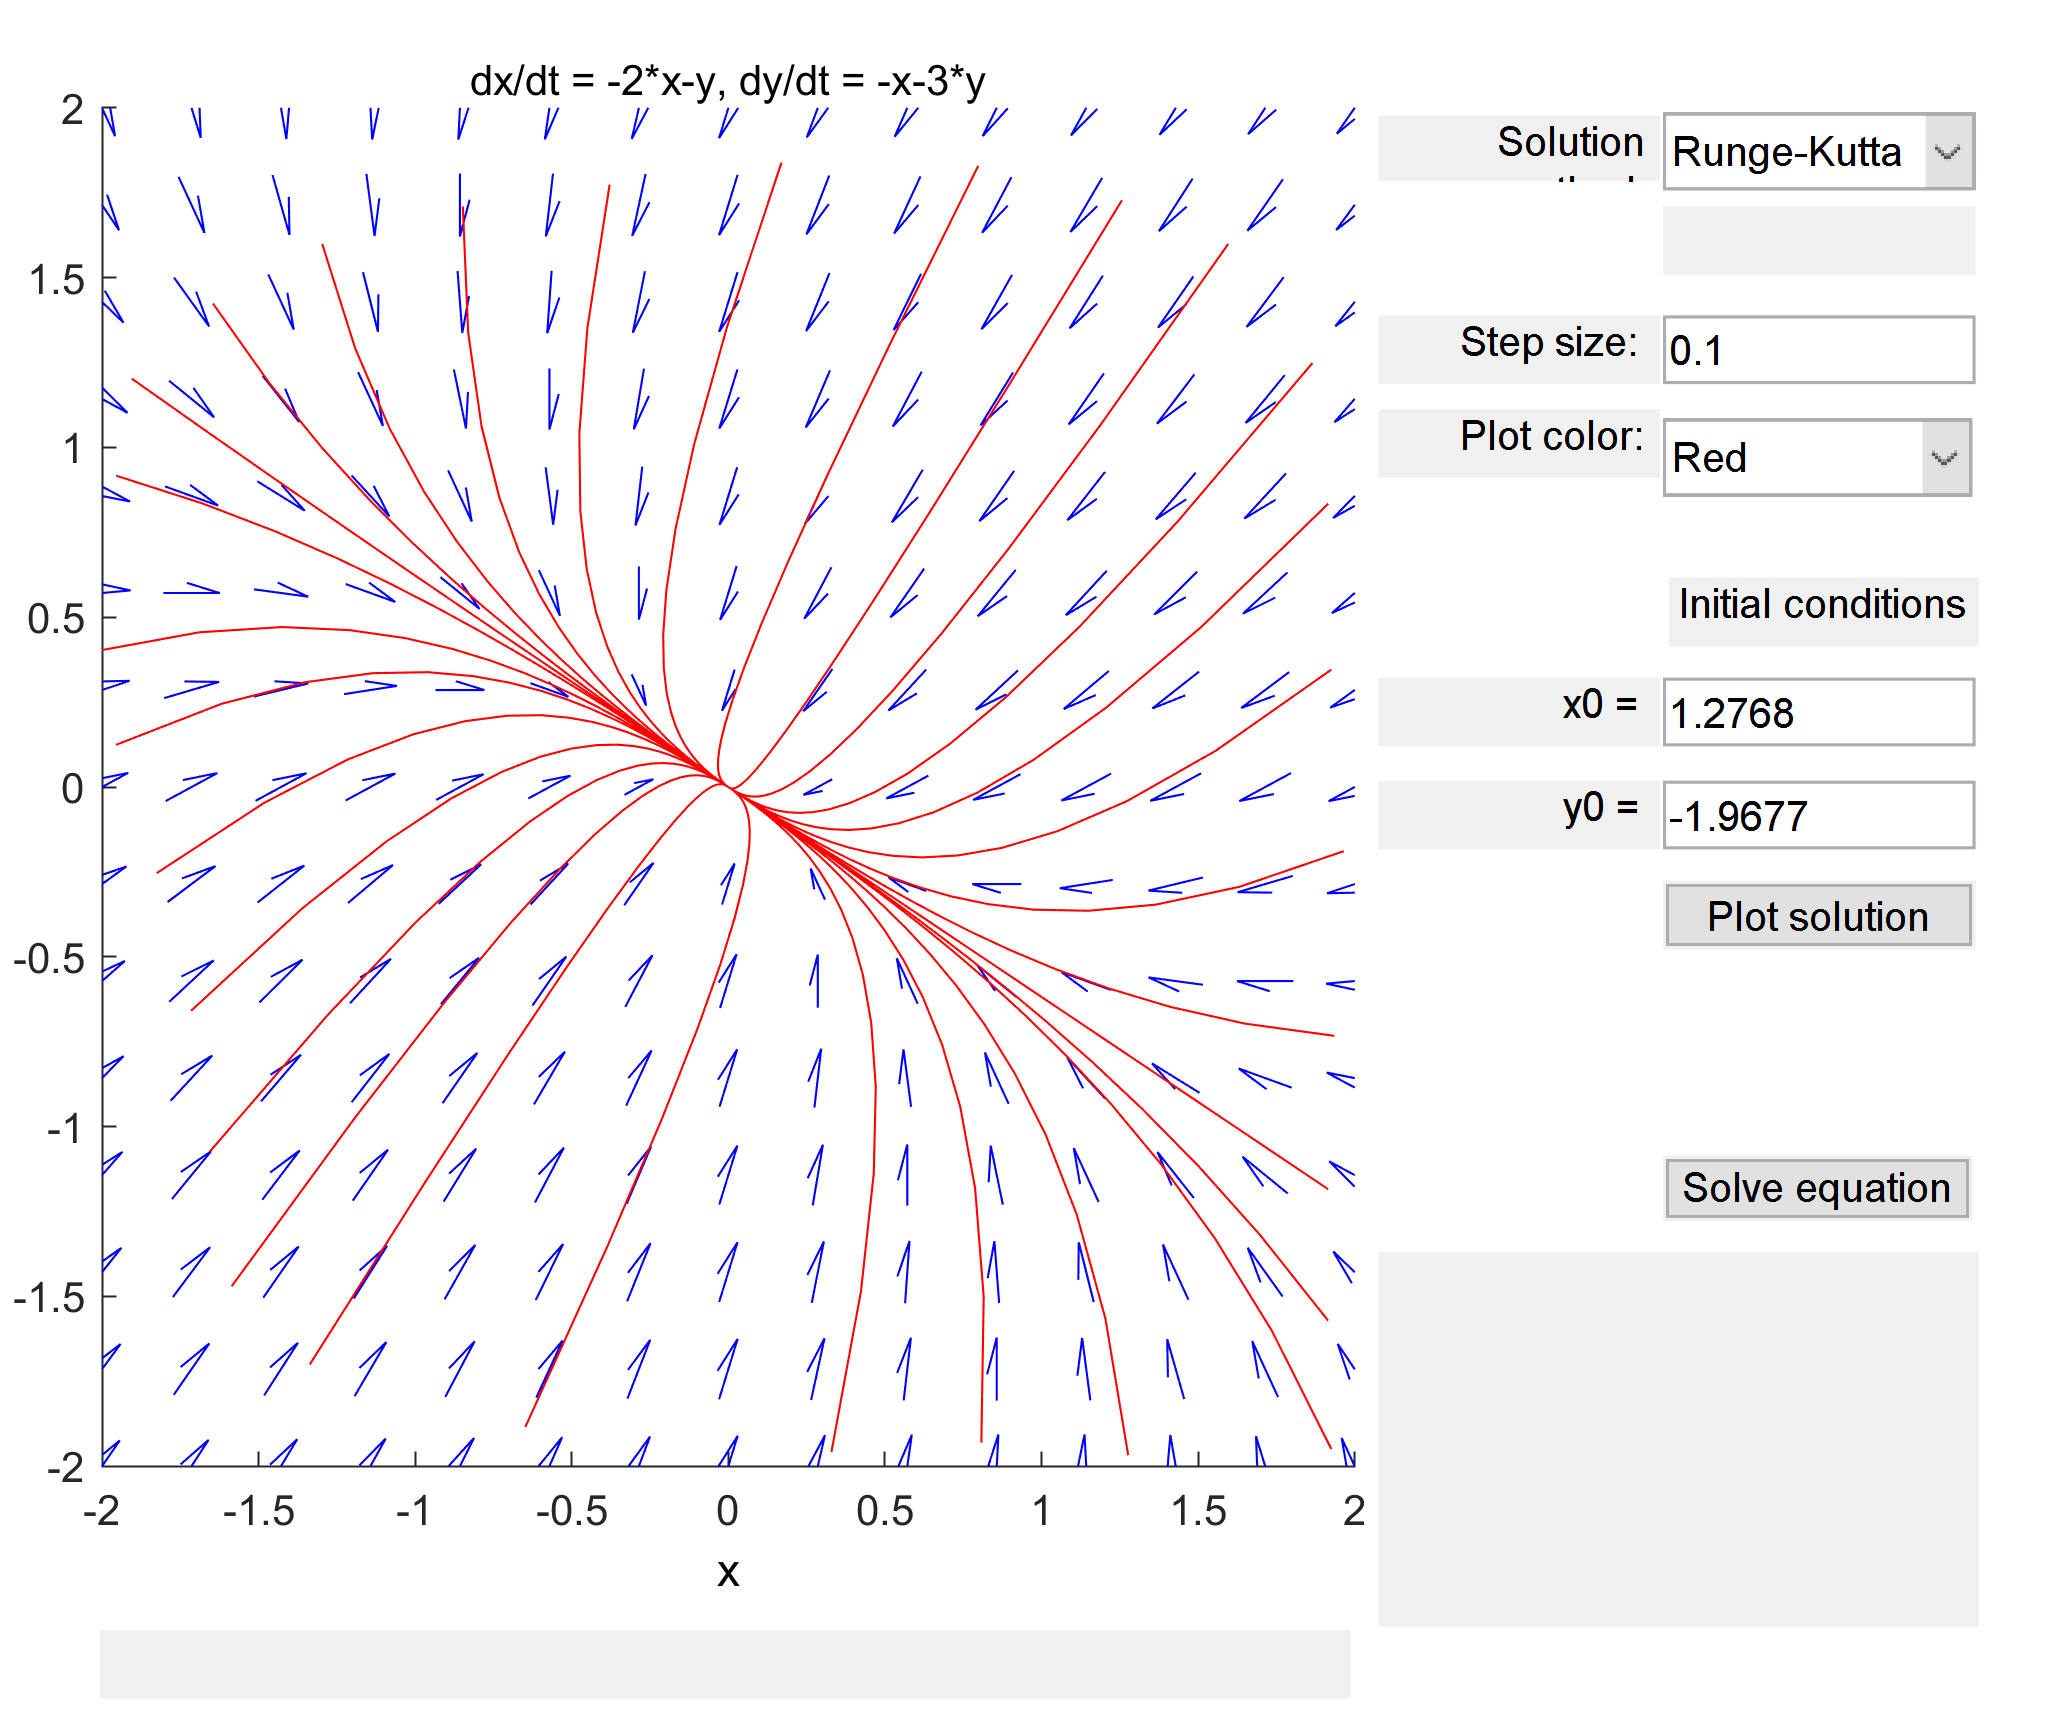 dx/dt = -2*x-y, dy/dt = -x-3*y
2
1.5
1
0.5
0
-0.5
-1
-1.5
-2
-2
-1.5
-1
-0.5
0
0.5
1
1.5
2
x
Solution
Runge-Kutta
Step size:
0.1
Plot color:
Red
Initial conditions
x0 =
1.2768
y0 =
-1.9677
Plot solution
Solve equation